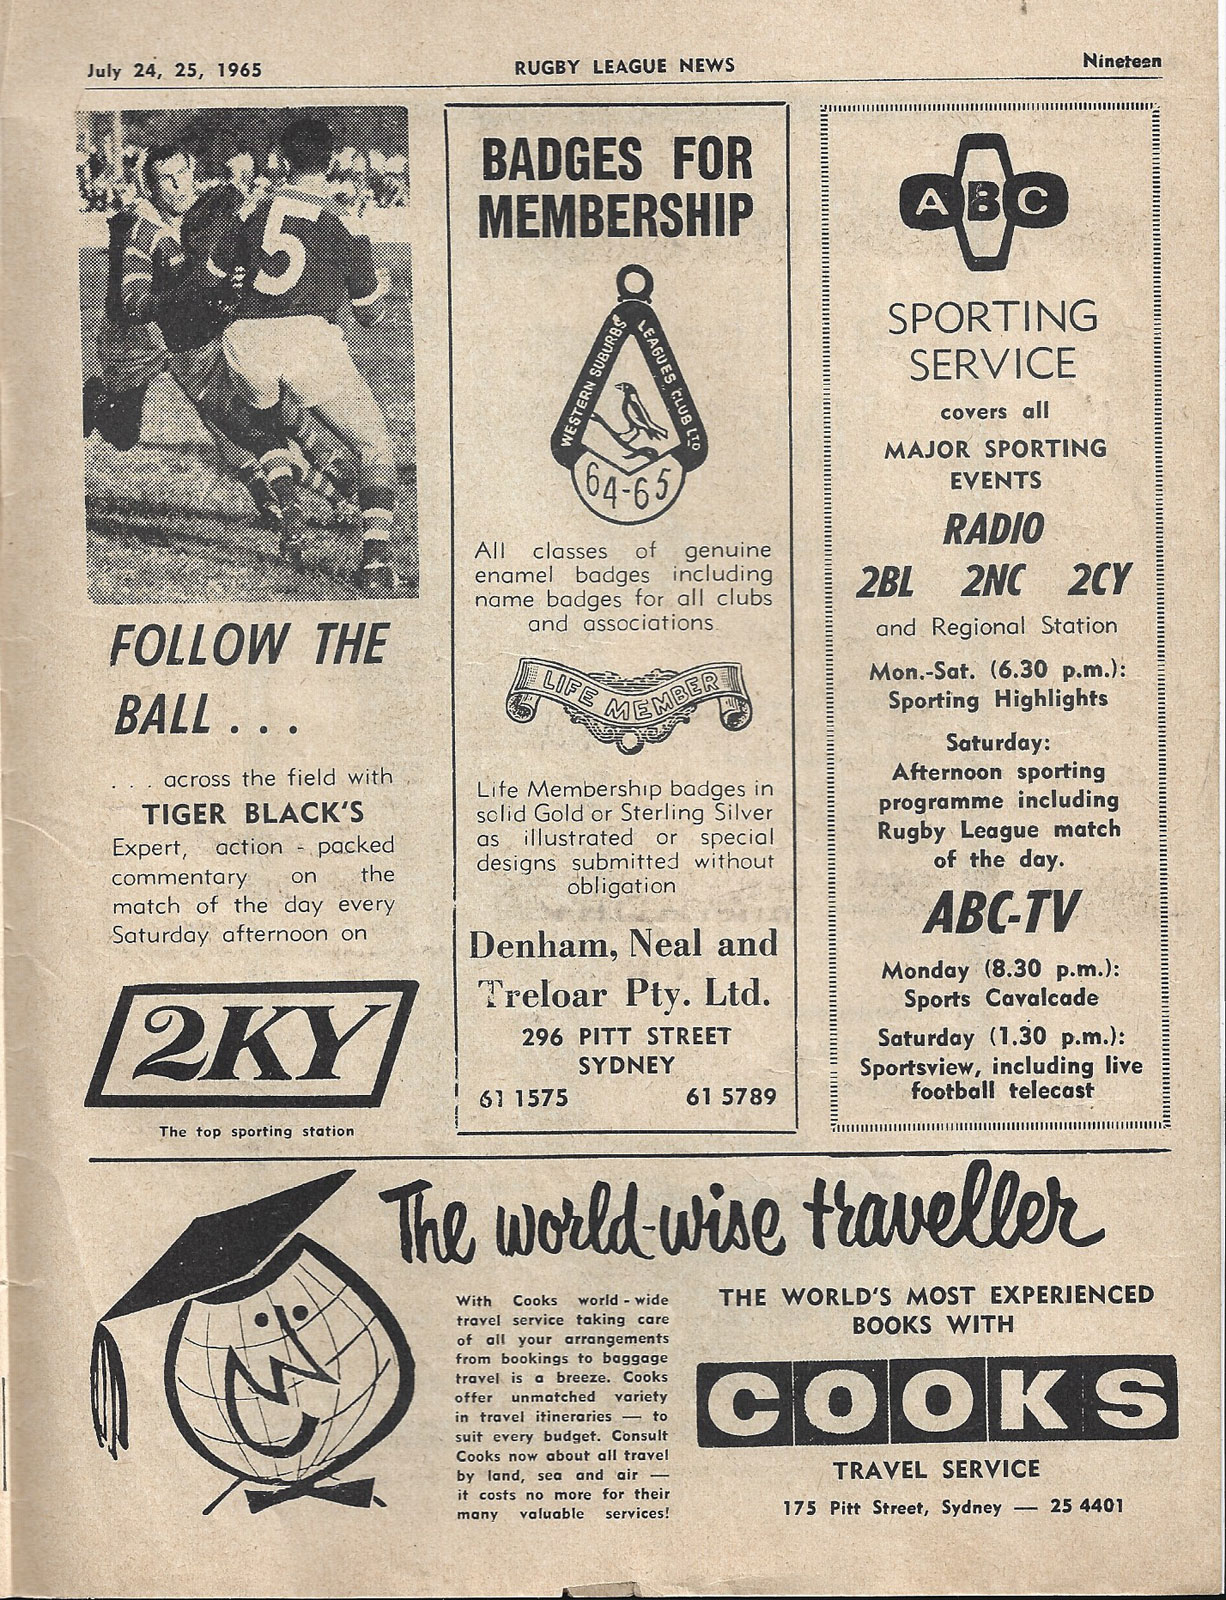 July 24, 25, 1965
RUGBY LEAGUE NEWS
Nineteen
5
FOLLOW THE
BALL . . .
. . . across the field with
TIGER BLACK'S
Expert, action - packed
commentary on the
match of the day every
Saturday afternoon on
2KY
The top sporting station
BADGES FOR
MEMBERSHIP
WESTERN SUBURBS
LEAGUES CLUB LTD
64-65
All classes of genuine
enamel badges including
name badges for all clubs
and associations
LIFE MEMBER
Life Membership badges in
solid Gold or Sterling Silver
as illustrated or special
designs submitted without
obligation
Denham, Neal and
Treloar Pty. Ltd.
296 PITT STREET
SYDNEY
61 1575 61 5789
ABC
SPORTING
SERVICE
covers all
MAJOR SPORTING
EVENTS
RADIO
2BL 2NC 2CY
and Regional Station
Mon.-Sat. (6.30 p.m.):
Sporting Highlights
Saturday:
Afternoon sporting
programme including
Rugby League match
of the day.
ABC-TV
Monday (8.30 p.m.):
Sports Cavalcade
Saturday (1.30 p.m.):
Sportsview, including live
football telecast
The world-wise traveller
With Cooks world-wide
travel service taking care
of all your arrangements
from bookings to baggage
travel is a breeze. Cooks
offer unmatched variety
in travel itineraries — to
suit every budget. Consult
Cooks now about all travel
by land, sea and air —
it costs no more for their
many valuable services!
THE WORLD'S MOST EXPERIENCED
BOOKS WITH
COOKS
TRAVEL SERVICE
175 Pitt Street, Sydney — 25 4401